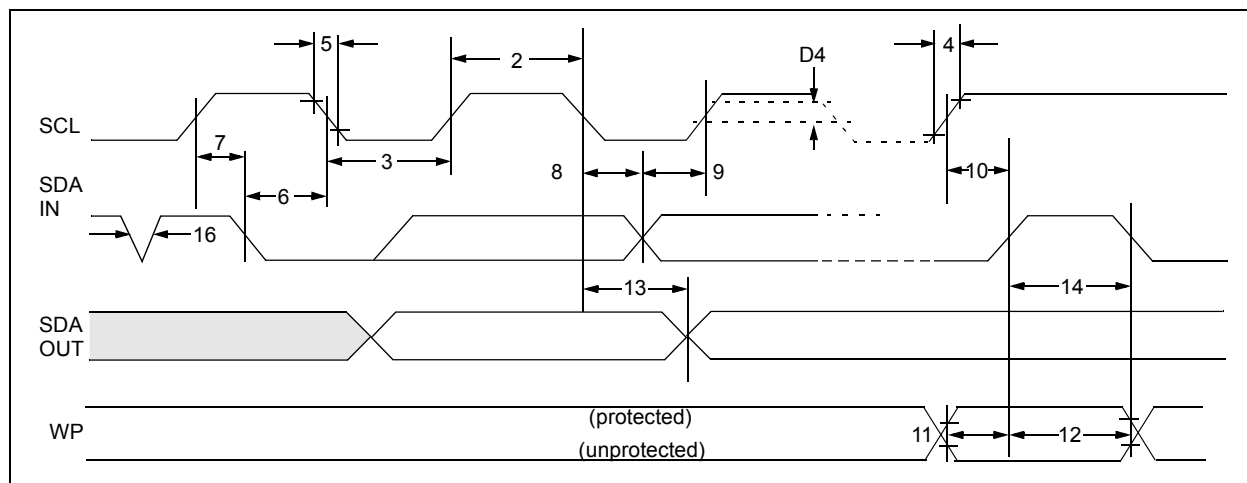 5
2
D4
4
SCL
7
3
8
9
10
SDA
IN
6
16
13
14
SDA
OUT
WP
(protected)
(unprotected)
11
12